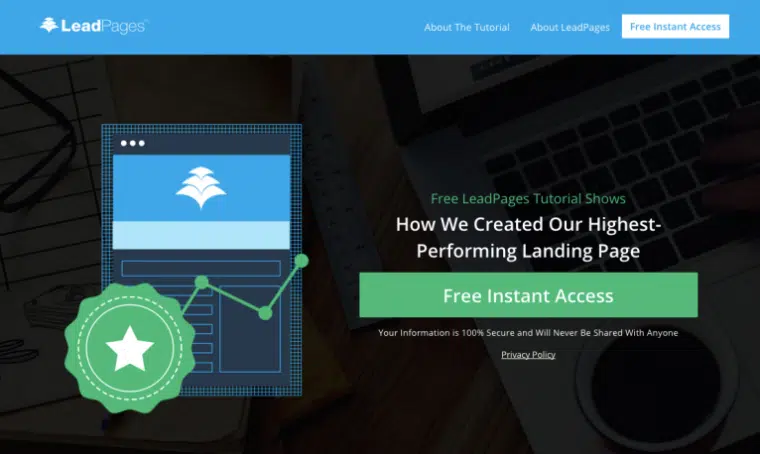 LeadPages™
About The Tutorial
About LeadPages
Free Instant Access
Free LeadPages Tutorial Shows
How We Created Our Highest-
Performing Landing Page
Free Instant Access
Your Information is 100% Secure and Will Never Be Shared With Anyone
Privacy Policy